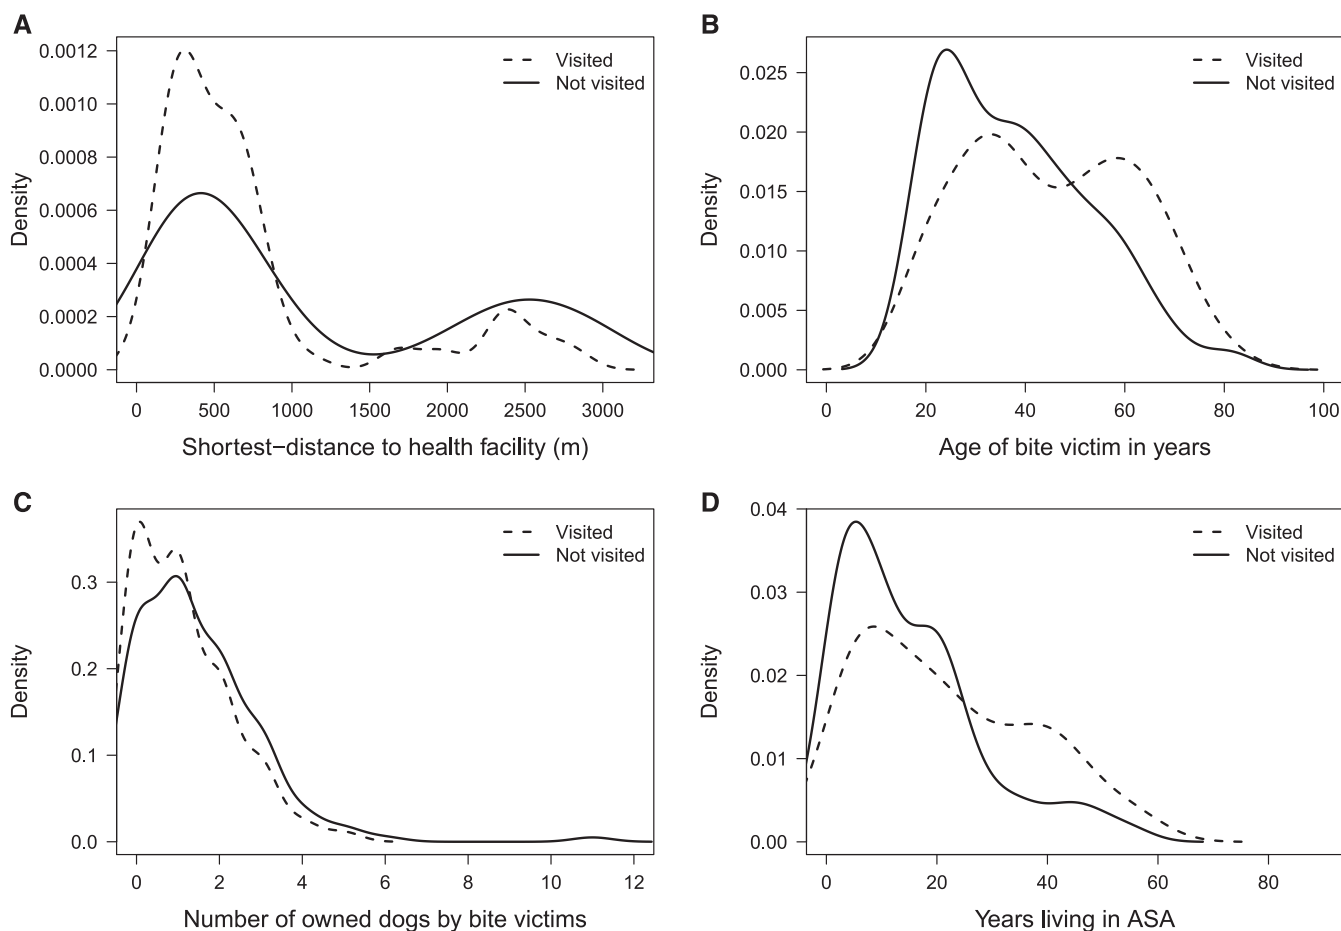 A
Density
0.0012
0.0010
0.0008
0.0006
0.0004
0.0002
0.0000
Visited
Not visited
0 500 1000 1500 2000 2500 3000
Shortest−distance to health facility (m)
B
Density
0.025
0.020
0.015
0.010
0.005
0.000
Visited
Not visited
0 20 40 60 80 100
Age of bite victim in years
C
Density
0.3
0.2
0.1
0.0
Visited
Not visited
0 2 4 6 8 10 12
Number of owned dogs by bite victims
D
Density
0.04
0.03
0.02
0.01
0.00
Visited
Not visited
0 20 40 60 80
Years living in ASA